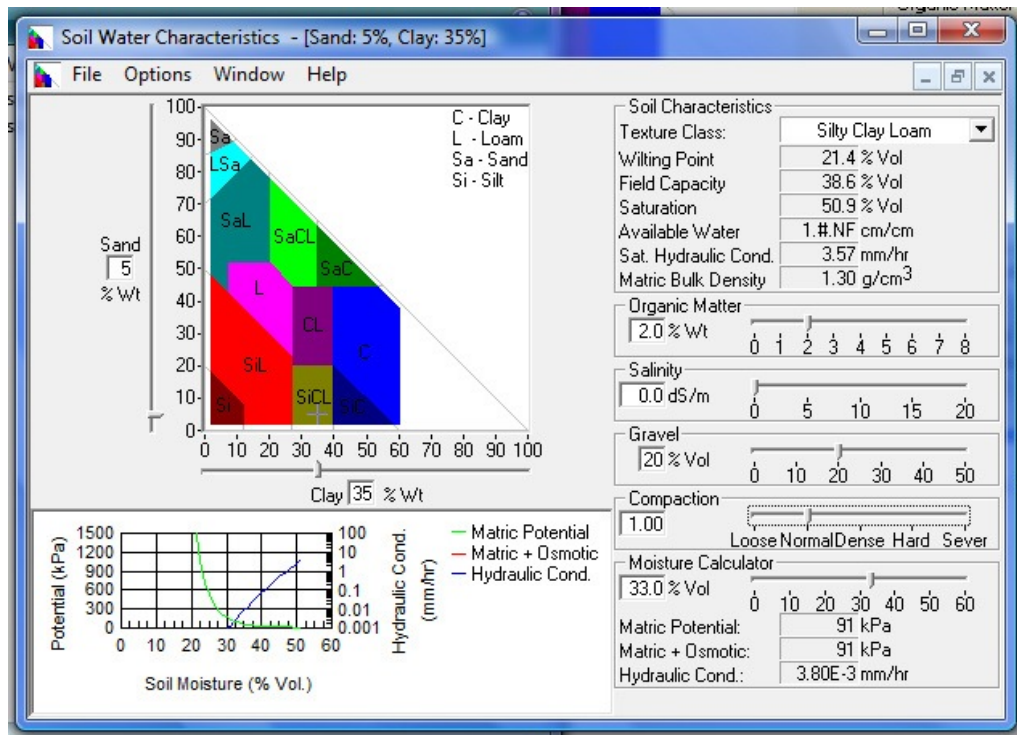 Organic Matter
Soil Water Characteristics - [Sand: 5%, Clay: 35%]
File Options Window Help
100
90
80
70
60
50
40
30
20
10
0
Sand
5
% Wt
C - Clay
L - Loam
Sa - Sand
Si - Silt
Sa
LSa
SaL
SaCL
SaC
L
CL
C
SiL
Si
SiCL
SiC
0 10 20 30 40 50 60 70 80 90 100
Clay 35 % Wt
Soil Characteristics
Texture Class: Silty Clay Loam
Wilting Point 21.4 % Vol
Field Capacity 38.6 % Vol
Saturation 50.9 % Vol
Available Water 1.#.NF cm/cm
Sat. Hydraulic Cond. 3.57 mm/hr
Matric Bulk Density 1.30 g/cm3
Organic Matter
2.0 % Wt
0 1 2 3 4 5 6 7 8
Salinity
0.0 dS/m
0 5 10 15 20
Gravel
20 % Vol
0 10 20 30 40 50
Compaction
1.00
Loose Normal Dense Hard Sever
Moisture Calculator
33.0 % Vol
0 10 20 30 40 50 60
Matric Potential: 91 kPa
Matric + Osmotic: 91 kPa
Hydraulic Cond.: 3.80E-3 mm/hr
Potential (kPa)
1500
1200
900
600
300
0
0 10 20 30 40 50 60
Soil Moisture (% Vol.)
100
10
1
0.1
0.01
0.001
Hydraulic Cond.
(mm/hr)
Matric Potential
Matric + Osmotic
Hydraulic Cond.